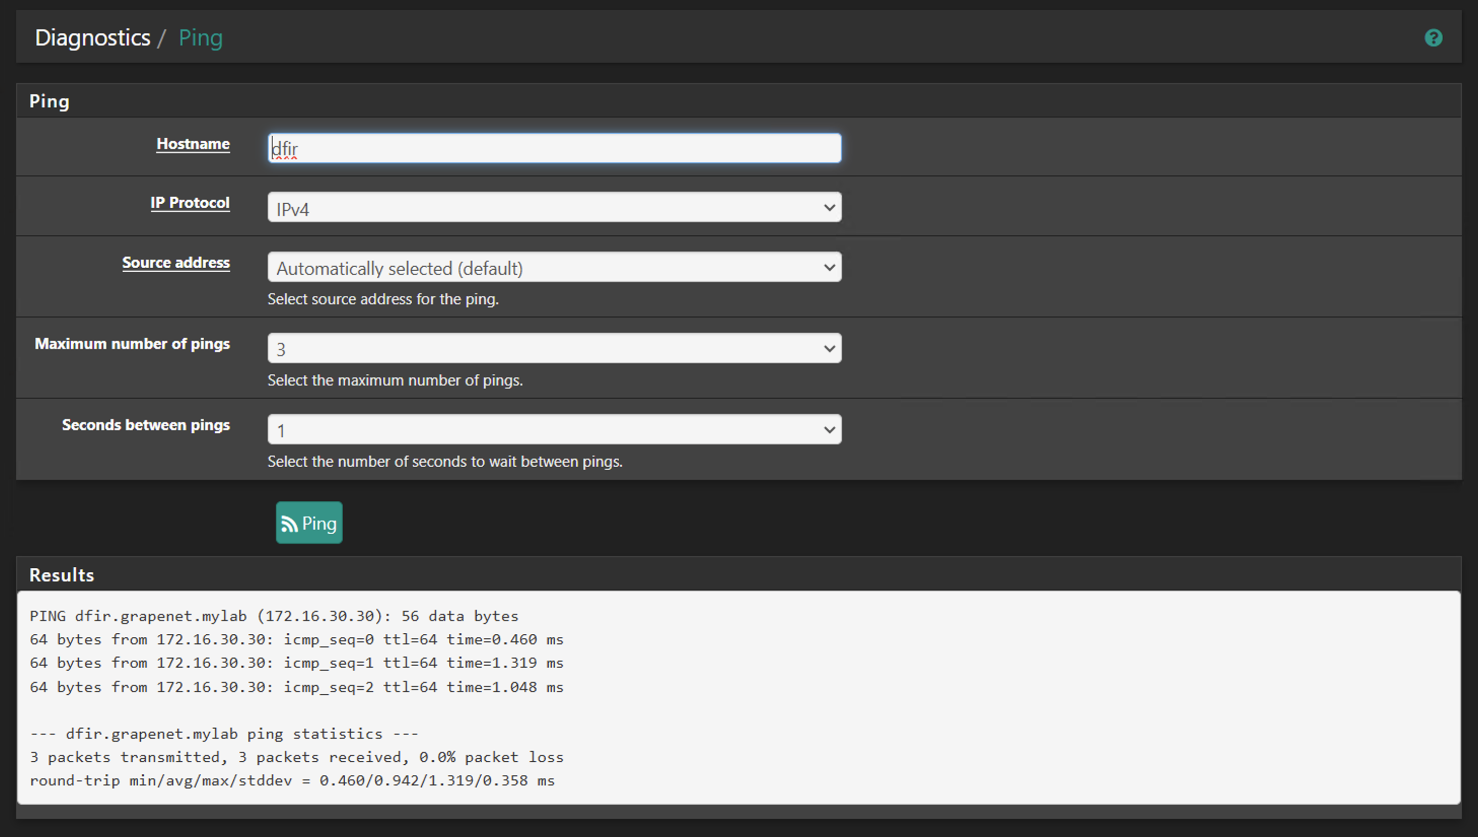 Diagnostics / Ping
Ping
Hostname
dfir
IP Protocol
IPv4
Source address
Automatically selected (default)
Select source address for the ping.
Maximum number of pings
3
Select the maximum number of pings.
Seconds between pings
1
Select the number of seconds to wait between pings.
Ping
Results
PING dfir.grapenet.mylab (172.16.30.30): 56 data bytes
64 bytes from 172.16.30.30: icmp_seq=0 ttl=64 time=0.460 ms
64 bytes from 172.16.30.30: icmp_seq=1 ttl=64 time=1.319 ms
64 bytes from 172.16.30.30: icmp_seq=2 ttl=64 time=1.048 ms
--- dfir.grapenet.mylab ping statistics ---
3 packets transmitted, 3 packets received, 0.0% packet loss
round-trip min/avg/max/stddev = 0.460/0.942/1.319/0.358 ms